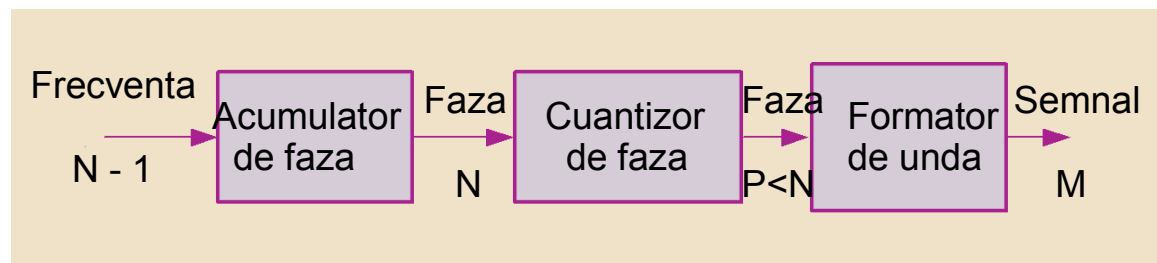 Frecventa
N - 1
Acumulator
de faza
Faza
N
Cuantizor
de faza
Faza
P<N
Formator
de unda
Semnal
M